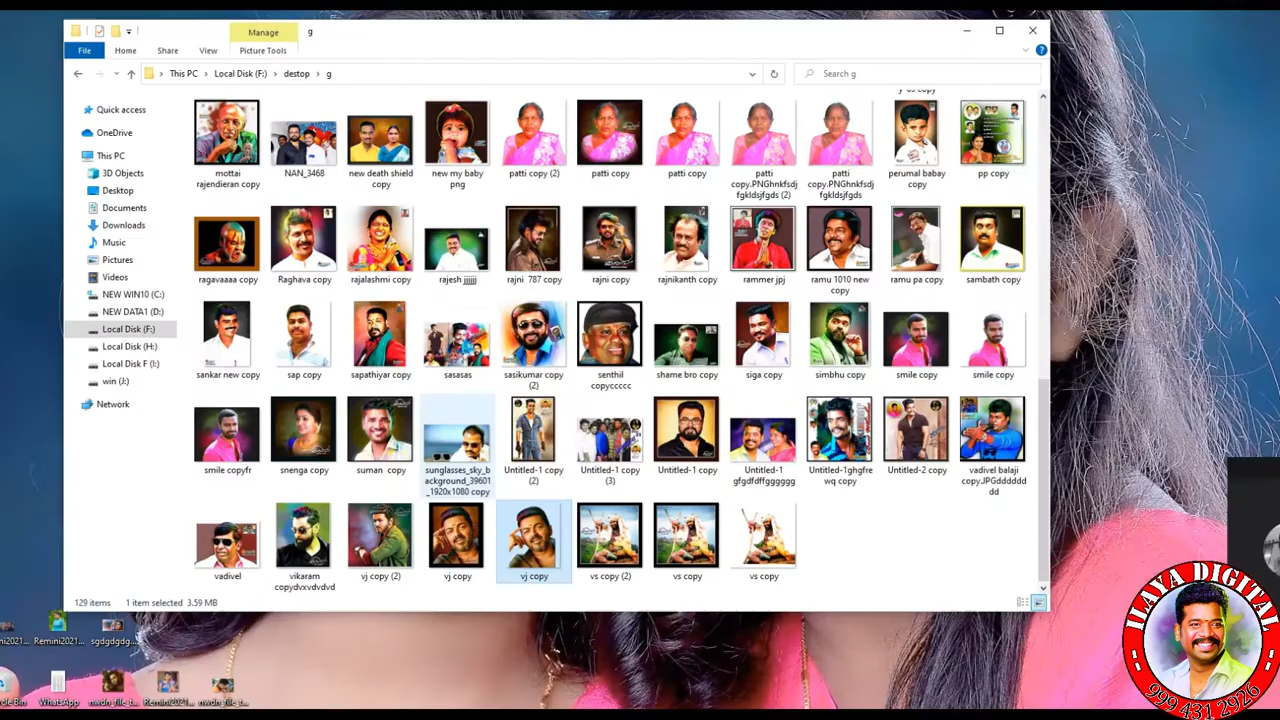 Manage
g
File
Home
Share
View
Picture Tools
This PC
Local Disk (F:)
destop
g
Search g
Quick access
OneDrive
This PC
3D Objects
Desktop
Documents
Downloads
Music
Pictures
Videos
NEW WIN10 (C:)
NEW DATA1 (D:)
Local Disk (F:)
Local Disk (H:)
Local Disk F (I:)
win (J:)
Network
mottai
rajendieran copy
NAN_3468
new death shield
copy
new my baby
png
patti copy (2)
patti copy
patti copy
patti
copy.PNGhnkfsdj
fgkldsjfgds (2)
patti
copy.PNGhnkfsdj
fgkldsjfgds
perumal babay
copy
pp copy
ragavaaaa copy
Raghava copy
rajalashmi copy
rajesh jjjjjj
rajni 787 copy
rajni copy
rajnikanth copy
rammer jpj
ramu 1010 new
copy
ramu pa copy
sambath copy
sankar new copy
sap copy
sapathiyar copy
sasasas
sasikumar copy
(2)
senthil
copyccccc
shame bro copy
siga copy
simbhu copy
smile copy
smile copy
smile copyfr
snenga copy
suman copy
sunglasses_sky_b
ackground_39601
_1920x1080 copy
Untitled-1 copy
(2)
Untitled-1 copy
(3)
Untitled-1 copy
Untitled-1
gfgdfdffgggggg
Untitled-1ghgfre
wq copy
Untitled-2 copy
vadivel balaji
copy.JPGdddddd
dd
vadivel
vikaram
copydvxvdvdvd
vj copy (2)
vj copy
vj copy
vs copy (2)
vs copy
vs copy
129 items
1 item selected 3.59 MB
Remini2021...
sgdgdgdg...
WhatsApp
nwdn_file_t...
Remini2021...
nwdn_file_t...
ILAYA DIGITAL
999 431 2926